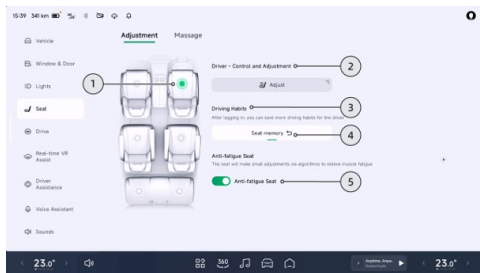 15:39 341 km
Adjustment Massage
Vehicle
Window & Door
Lights
Seat
Drive
Real-time VR
Assist
Driver
Assistance
Voice Assistant
Sounds
1
Driver - Control and Adjustment 2
Adjust
Driving Habits 3
After logging in, you can save more driving habits for the driver
Seat memory 4
Anti-fatigue Seat
The seat will make small adjustments via algorithms to relieve muscle fatigue
Anti-fatigue Seat 5
23.0° 360 23.0°